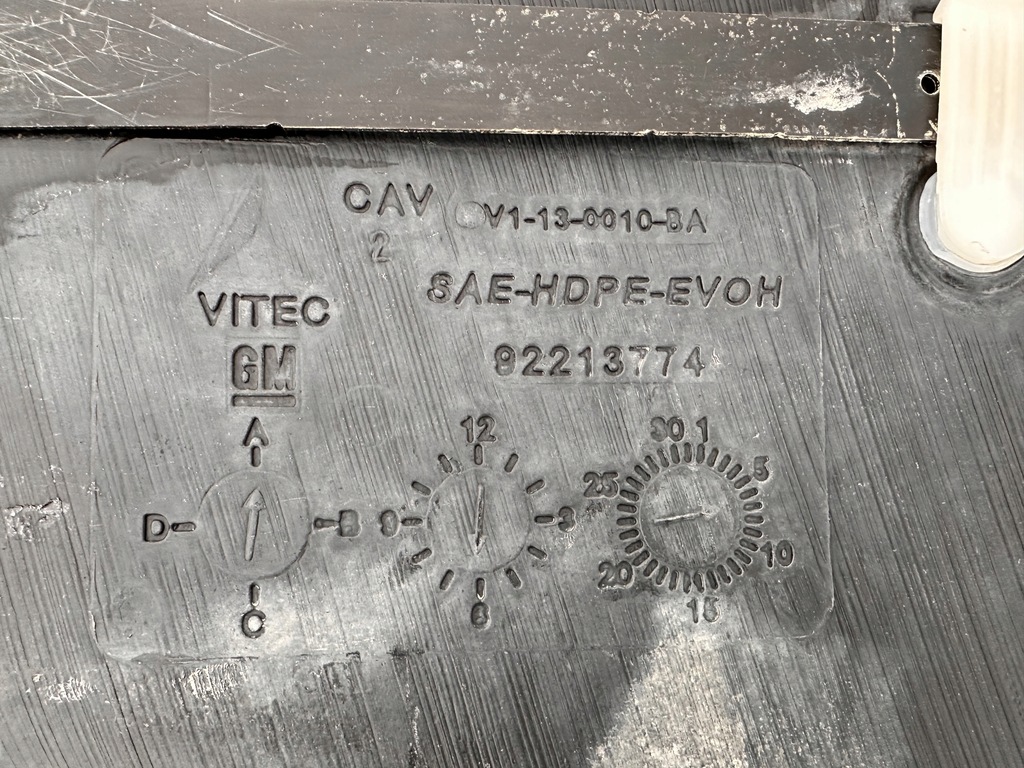 CAV V1-13-0010-BA
2
SAE-HDPE-EVOH
VITEC
92213774
GM
A
D B
C
12
9 3
6
30 1
25 5
20 10
15